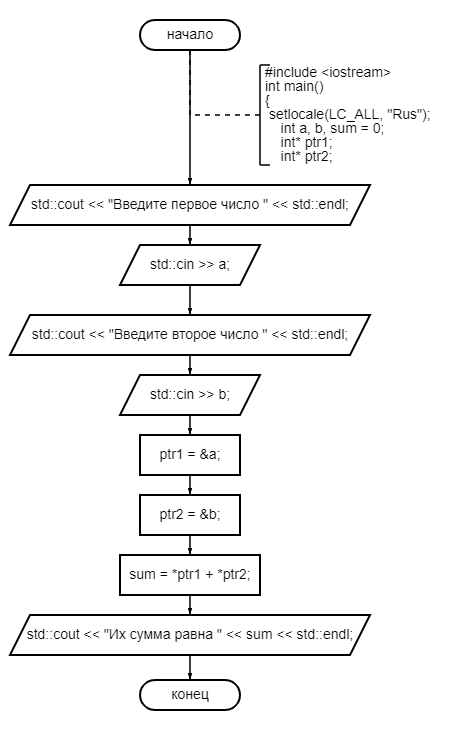 начало
#include <iostream>
int main()
{
setlocale(LC_ALL, "Rus");
int a, b, sum = 0;
int* ptr1;
int* ptr2;
std::cout << "Введите первое число " << std::endl;
std::cin >> a;
std::cout << "Введите второе число " << std::endl;
std::cin >> b;
ptr1 = &a;
ptr2 = &b;
sum = *ptr1 + *ptr2;
std::cout << "Их сумма равна " << sum << std::endl;
конец